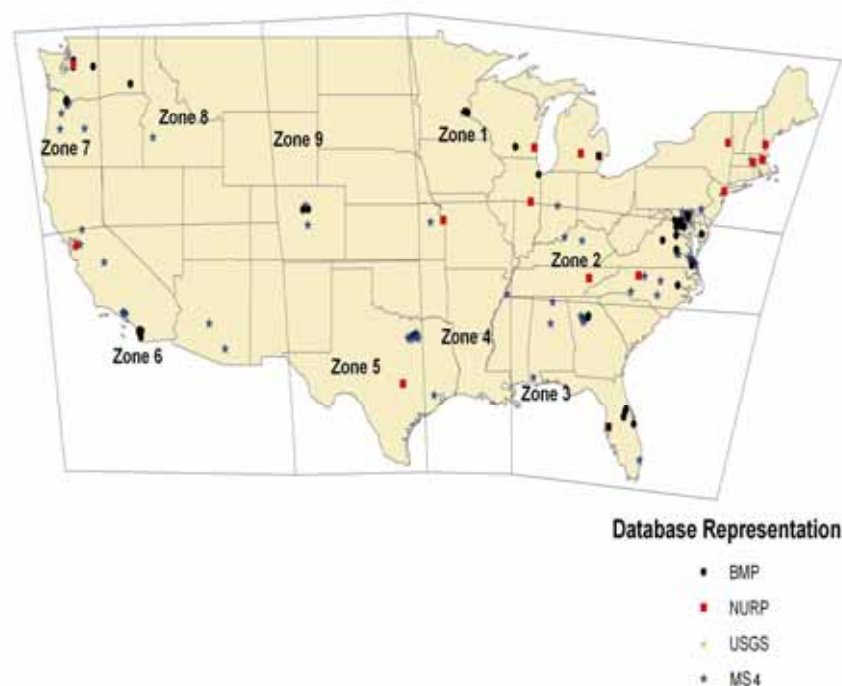 Zone 8
Zone 1
Zone 9
Zone 7
Zone 2
Zone 4
Zone 6
Zone 5
Zone 3
Database Representation
BMP
NURP
USGS
MS4